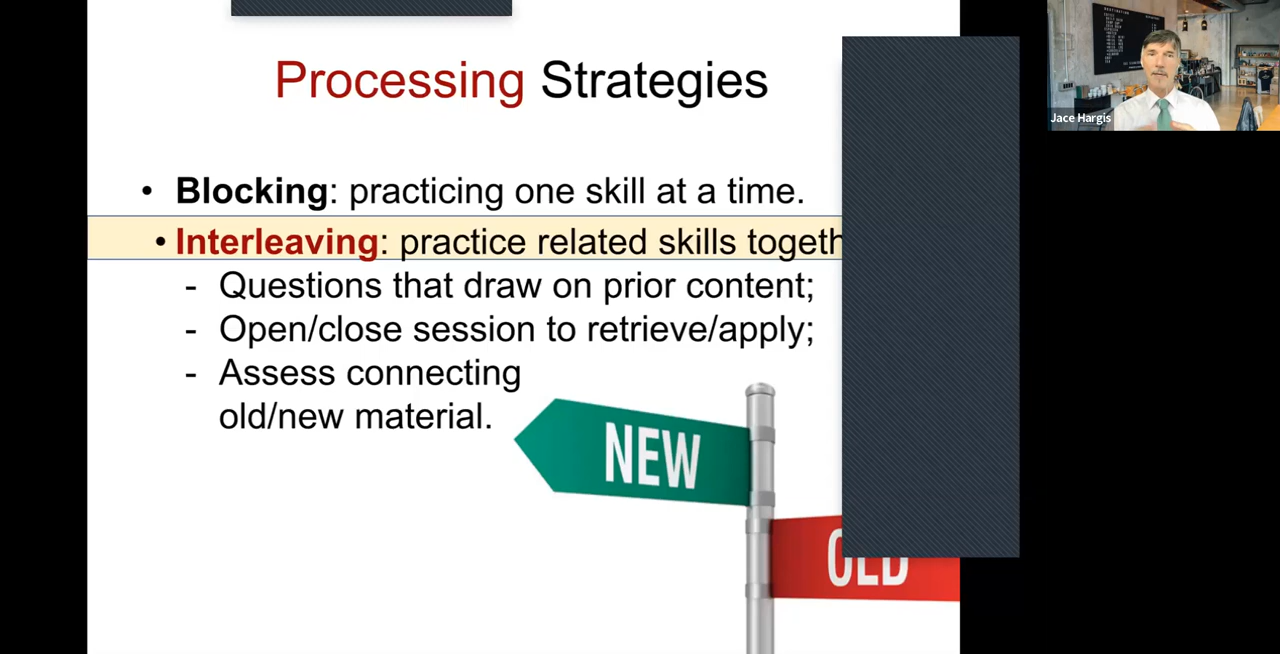 Processing Strategies
• Blocking: practicing one skill at a time.
• Interleaving: practice related skills togeth
- Questions that draw on prior content;
- Open/close session to retrieve/apply;
- Assess connecting
old/new material.
NEW
OLD
Jace Hargis